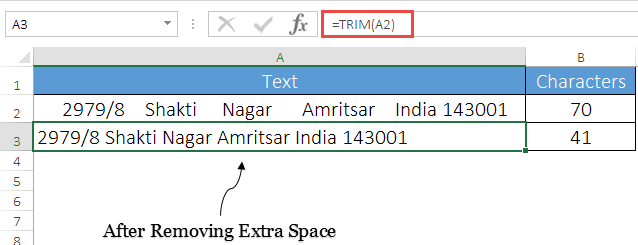 A3 fx =TRIM(A2)
A B
1 Text Characters
2 2979/8 Shakti Nagar Amritsar India 143001 70
3 2979/8 Shakti Nagar Amritsar India 143001 41
4
5
6
7
8
After Removing Extra Space